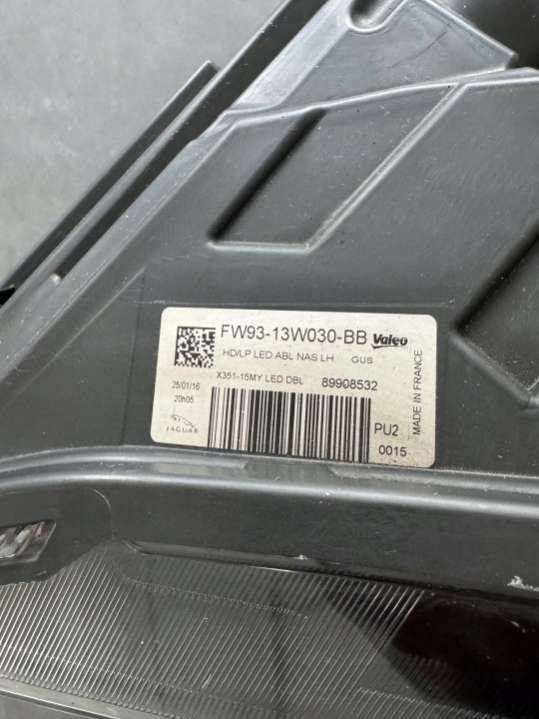 FW93-13W030-BB Valeo
HD/LP LED ABL NAS LH GUS
X351-15MY LED DBL 89908532
25/01/16
20h05
JAGUAR
PU2
0015
MADE IN FRANCE